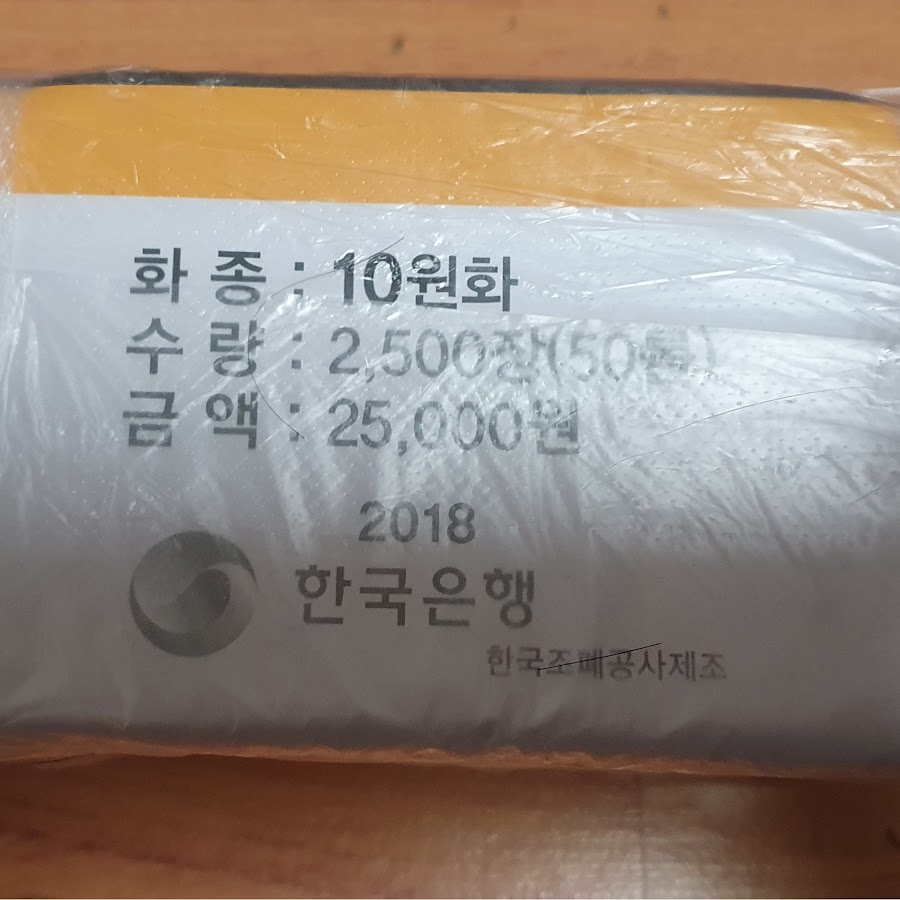 화 종 : 10원화
수 량 : 2,500장(50롤)
금 액 : 25,000원
2018
한국은행
한국조폐공사제조